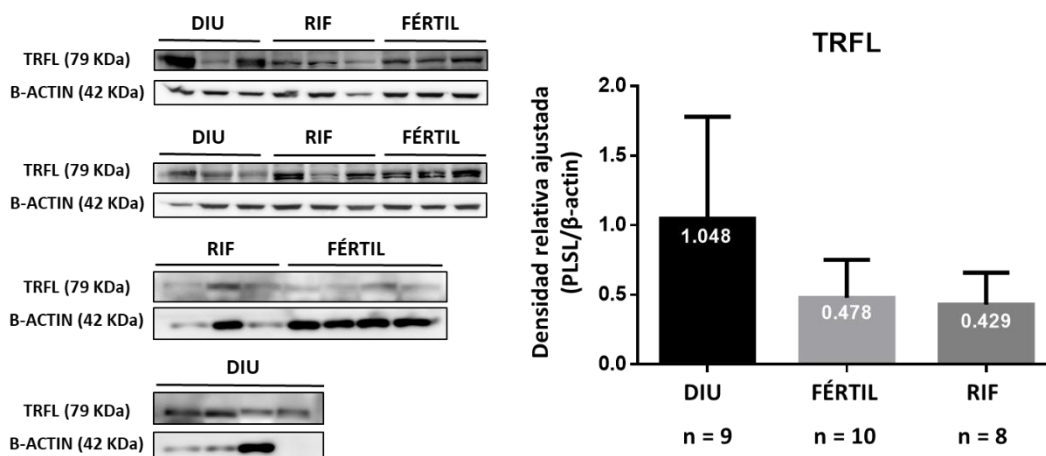 DIU RIF FÉRTIL
TRFL (79 KDa)
B-ACTIN (42 KDa)
DIU RIF FÉRTIL
TRFL (79 KDa)
B-ACTIN (42 KDa)
RIF FÉRTIL
TRFL (79 KDa)
B-ACTIN (42 KDa)
DIU
TRFL (79 KDa)
B-ACTIN (42 KDa)
TRFL
Densidad relativa ajustada
(PLSL/β-actin)
2.0
1.5
1.0
0.5
0.0
1.048
0.478
0.429
DIU FÉRTIL RIF
n = 9 n = 10 n = 8